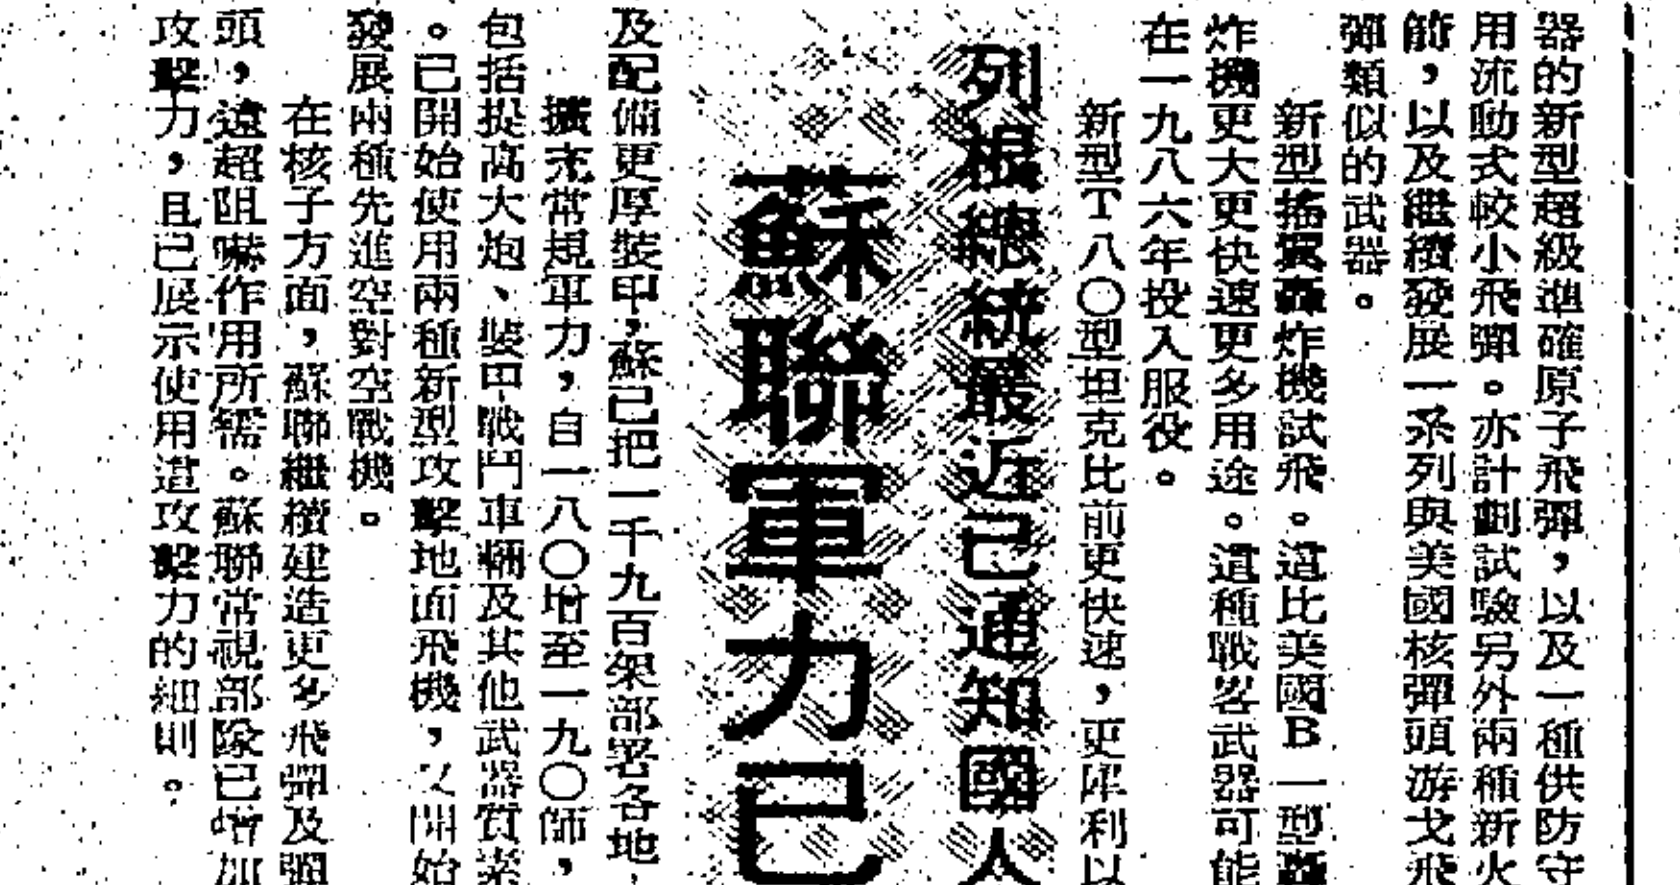 器的新型超級準確原子飛彈，以及一種供防守
用流動式較小飛彈。亦計劃試驗另外兩種新火
箭，以及繼續發展一系列與美國核彈頭游戈飛
彈類似的武器。
新型搖翼轟炸機試飛。這比美國B一型轟
炸機更大更快速更多用途。這種戰畧武器可能
在一九八六年投入服役。
新型T八〇型坦克比前更快速，更犀利以
列根總統最近已通知國人
蘇聯軍力已
及配備更厚裝甲，蘇已把一千九百架部署各地，
擴充常規軍力，自一八〇增至一九〇師，
包括提高大炮、裝甲戰鬥車輛及其他武器質素
。已開始使用兩種新型攻擊地面飛機，又開始
發展兩種先進空對空戰機。
在核子方面，蘇聯繼續建造更多飛彈及彈
頭，遠超阻嚇作用所需。蘇聯常視部隊已增加
攻擊力，且已展示使用這攻擊力的細則。